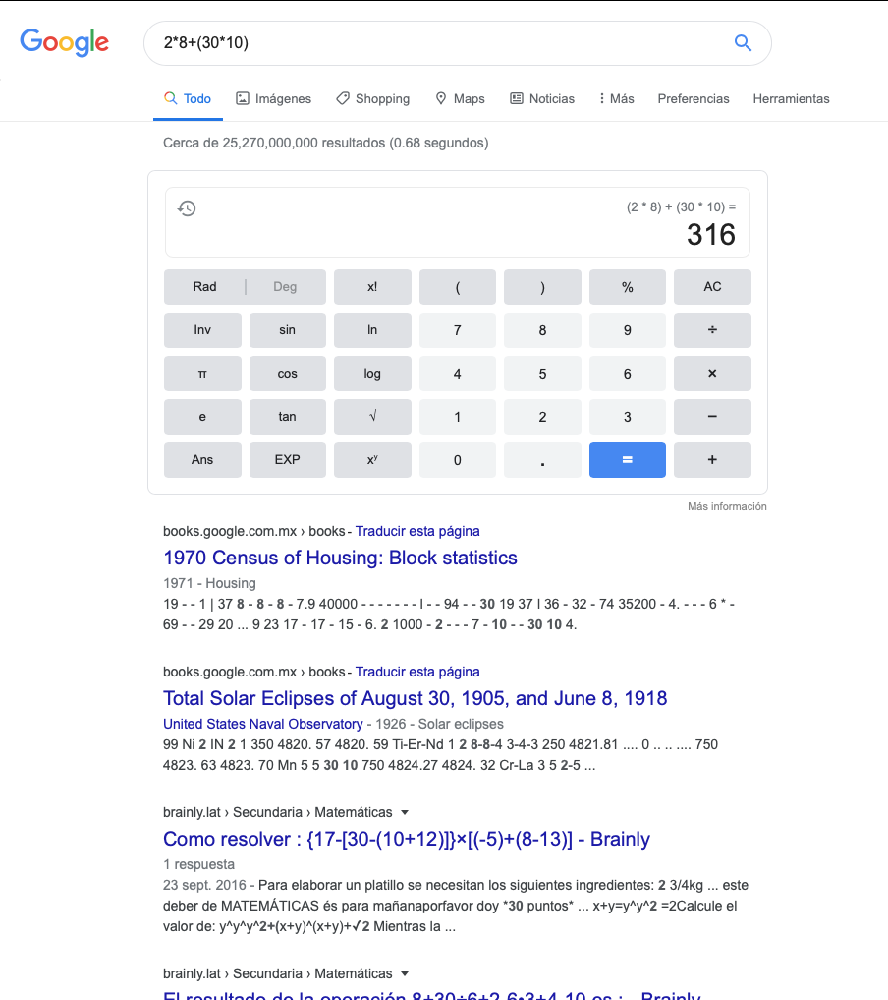 Google
2*8+(30*10)
Todo Imágenes Shopping Maps Noticias Más Preferencias Herramientas
Cerca de 25,270,000,000 resultados (0.68 segundos)
(2 * 8) + (30 * 10) =
316
Rad | Deg x! ( ) % AC
Inv sin ln 7 8 9 ÷
π cos log 4 5 6 ×
e tan √ 1 2 3 −
Ans EXP xʸ 0 . = +
Más información
books.google.com.mx › books - Traducir esta página
1970 Census of Housing: Block statistics
1971 - Housing
19 - - 1 | 37 8 - 8 - 8 - 7.9 40000 - - - - - - - l - - 94 - - 30 19 37 l 36 - 32 - 74 35200 - 4. - - - 6 * -
69 - - 29 20 ... 9 23 17 - 17 - 15 - 6. 2 1000 - 2 - - - 7 - 10 - - 30 10 4.
books.google.com.mx › books - Traducir esta página
Total Solar Eclipses of August 30, 1905, and June 8, 1918
United States Naval Observatory - 1926 - Solar eclipses
99 Ni 2 IN 2 1 350 4820. 57 4820. 59 Ti-Er-Nd 1 2 8-8-4 3-4-3 250 4821.81 .... 0 .. .. .... 750
4823. 63 4823. 70 Mn 5 5 30 10 750 4824.27 4824. 32 Cr-La 3 5 2-5 ...
brainly.lat › Secundaria › Matemáticas
Como resolver : {17-[30-(10+12)]}×[(-5)+(8-13)] - Brainly
1 respuesta
23 sept. 2016 - Para elaborar un platillo se necesitan los siguientes ingredientes: 2 3/4kg ... este
deber de MATEMÁTICAS és para mañanaporfavor doy *30 puntos* ... x+y=y^y^2 =2Calcule el
valor de: y^y^y^2+(x+y)^(x+y)+√2 Mientras la ...
brainly.lat › Secundaria › Matemáticas
El resultado de la operación 8+30÷6+2-6•3+4-10 es : - Brainly